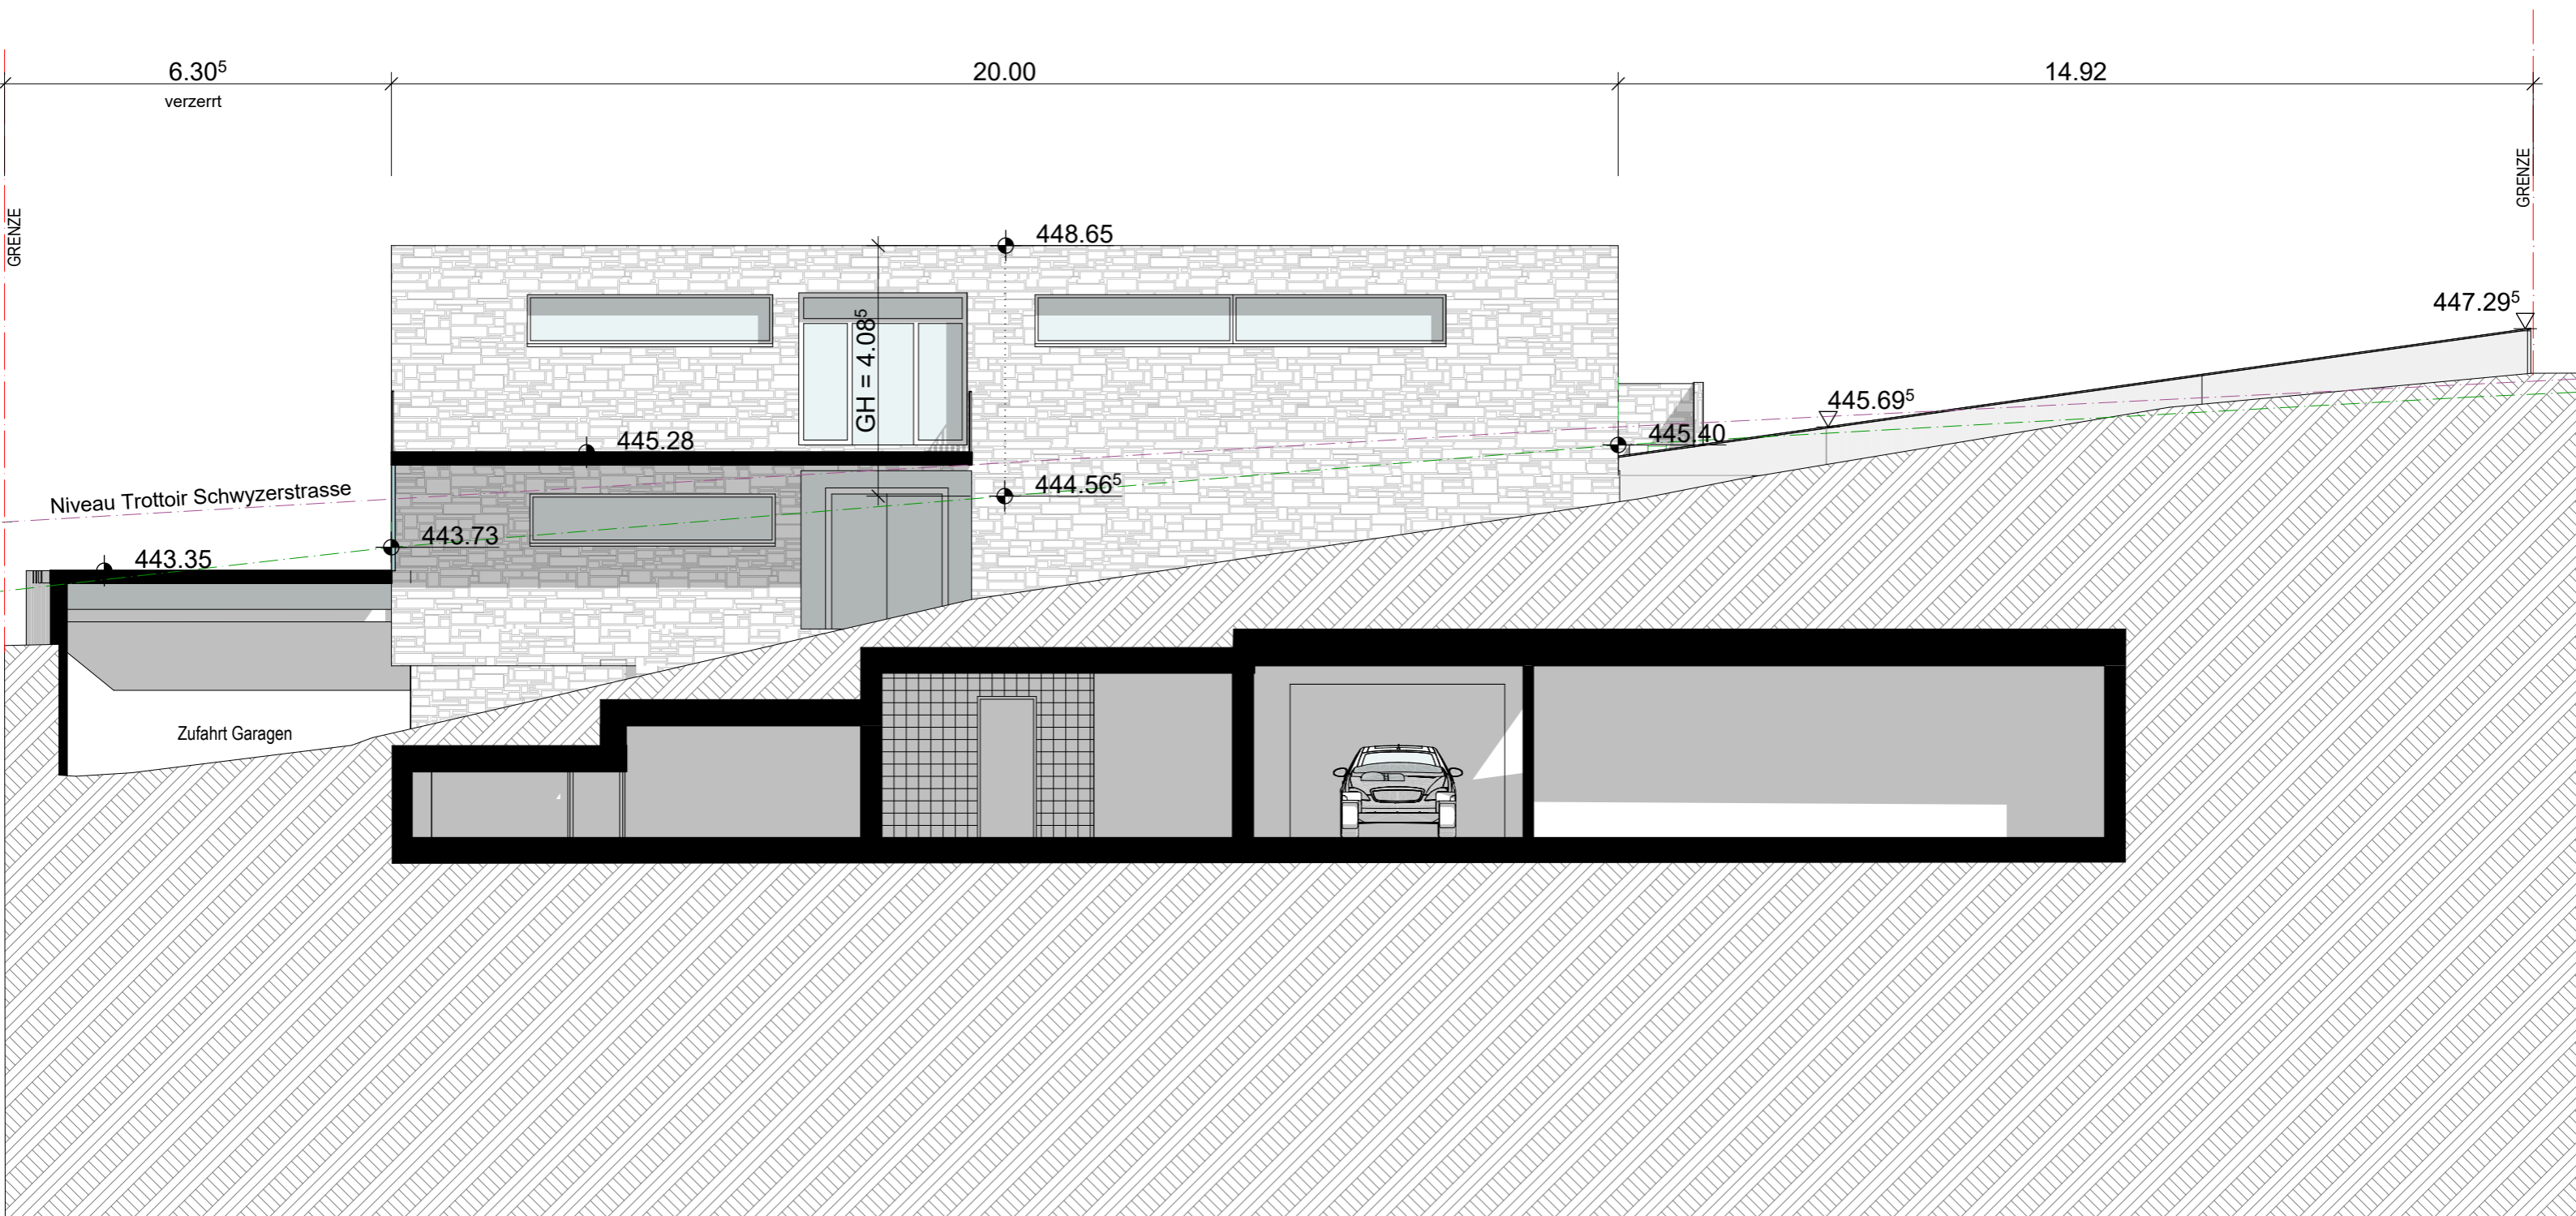 6.30⁵
20.00
14.92
verzerrt
GRENZE
GRENZE
448.65
447.29⁵
GH = 4.08⁵
445.69⁵
445.28
445.40
444.56⁵
Niveau Trottoir Schwyzerstrasse
443.73
443.35
Zufahrt Garagen